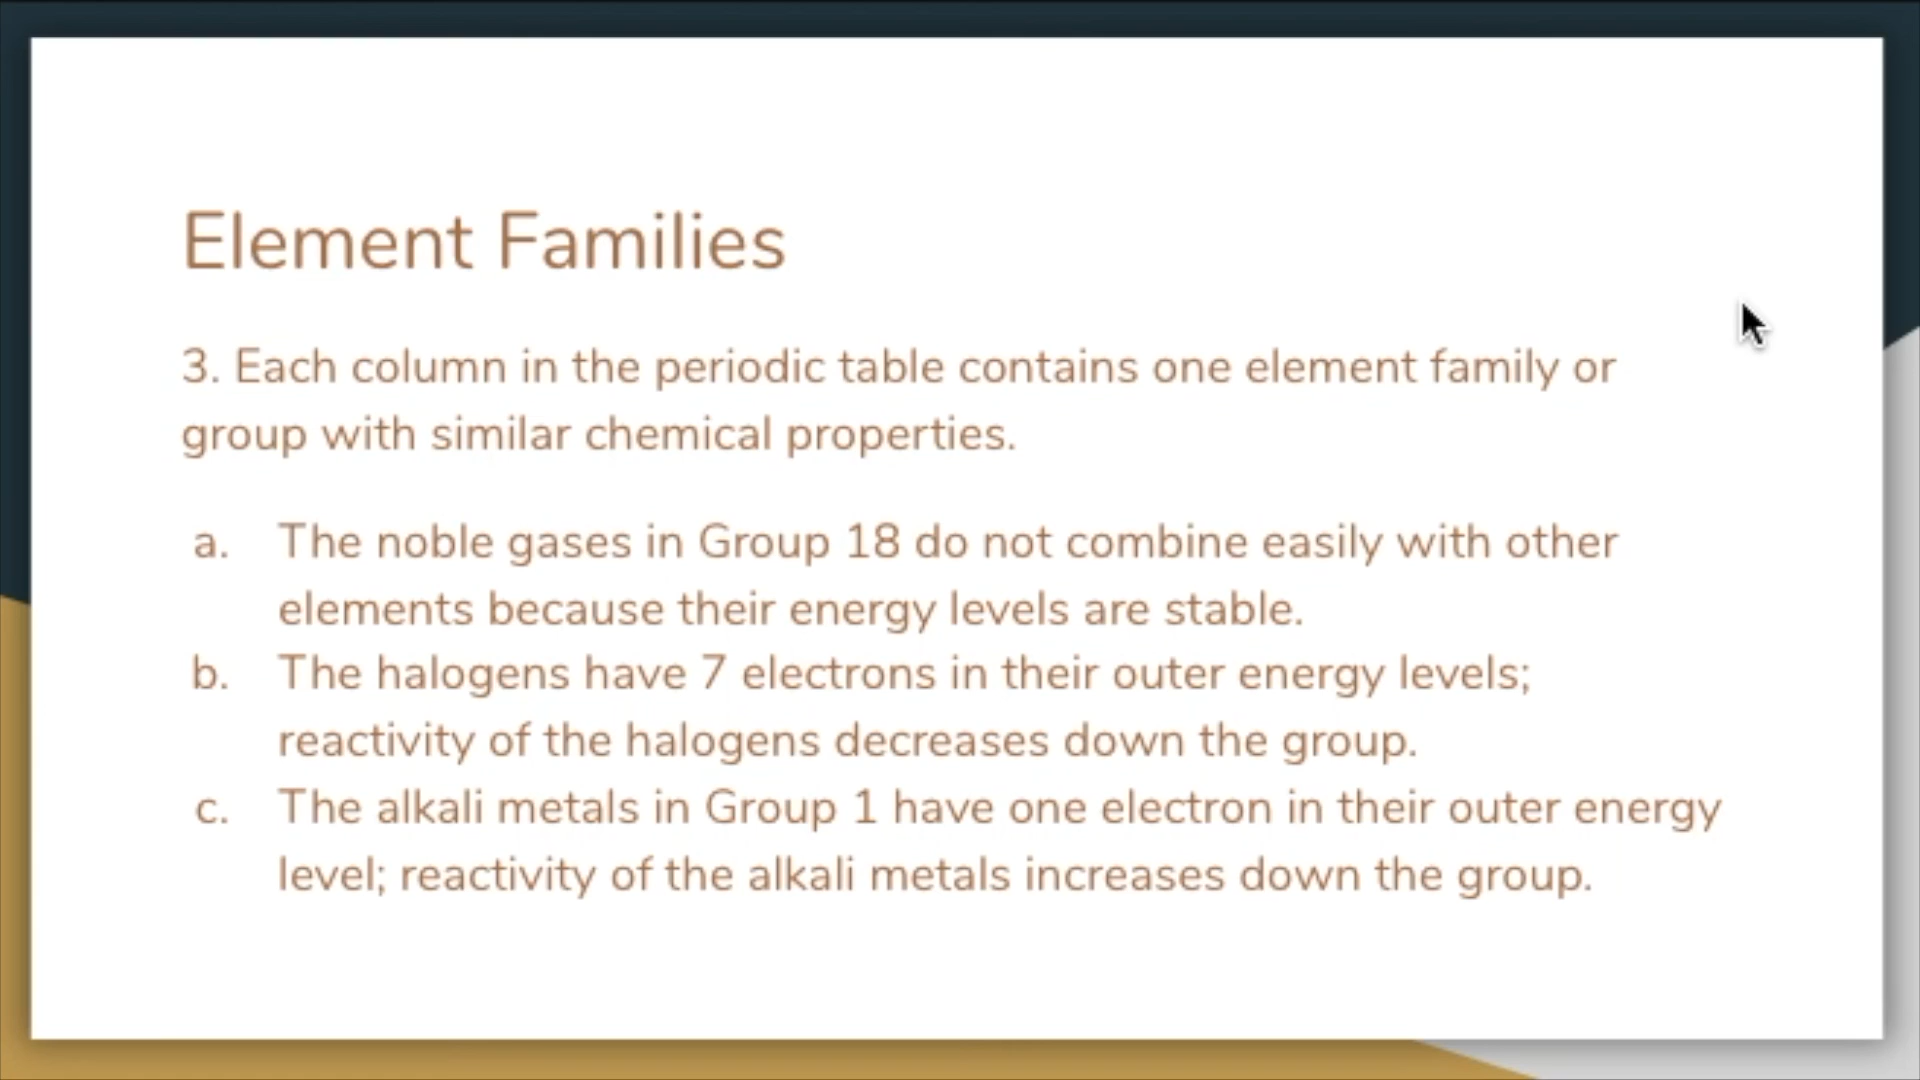 Element Families
3. Each column in the periodic table contains one element family or
group with similar chemical properties.
a. The noble gases in Group 18 do not combine easily with other
elements because their energy levels are stable.
b. The halogens have 7 electrons in their outer energy levels;
reactivity of the halogens decreases down the group.
c. The alkali metals in Group 1 have one electron in their outer energy
level; reactivity of the alkali metals increases down the group.